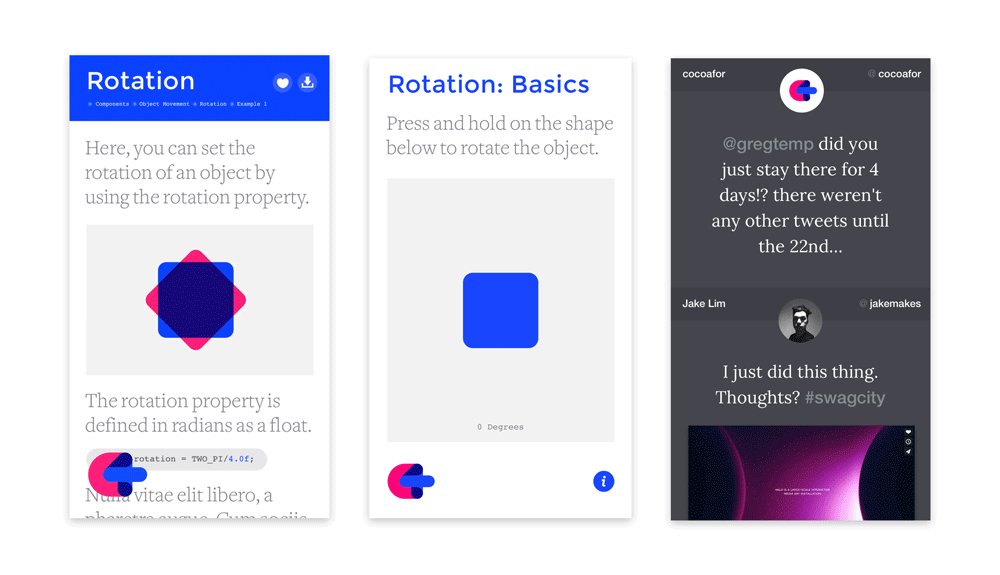 Rotation
Components Object Movement Rotation Example 1
Here, you can set the
rotation of an object by
using the rotation property.
The rotation property is
defined in radians as a float.
rotation = TWO_PI/4.0f;
Nulla vitae elit libero, a
pharetra augue. Cum sociis
Rotation: Basics
Press and hold on the shape
below to rotate the object.
0 Degrees
i
cocoafor
@ cocoafor
@gregtemp did you
just stay there for 4
days!? there weren't
any other tweets until
the 22nd...
Jake Lim
@ jakemakes
I just did this thing.
Thoughts? #swagcity